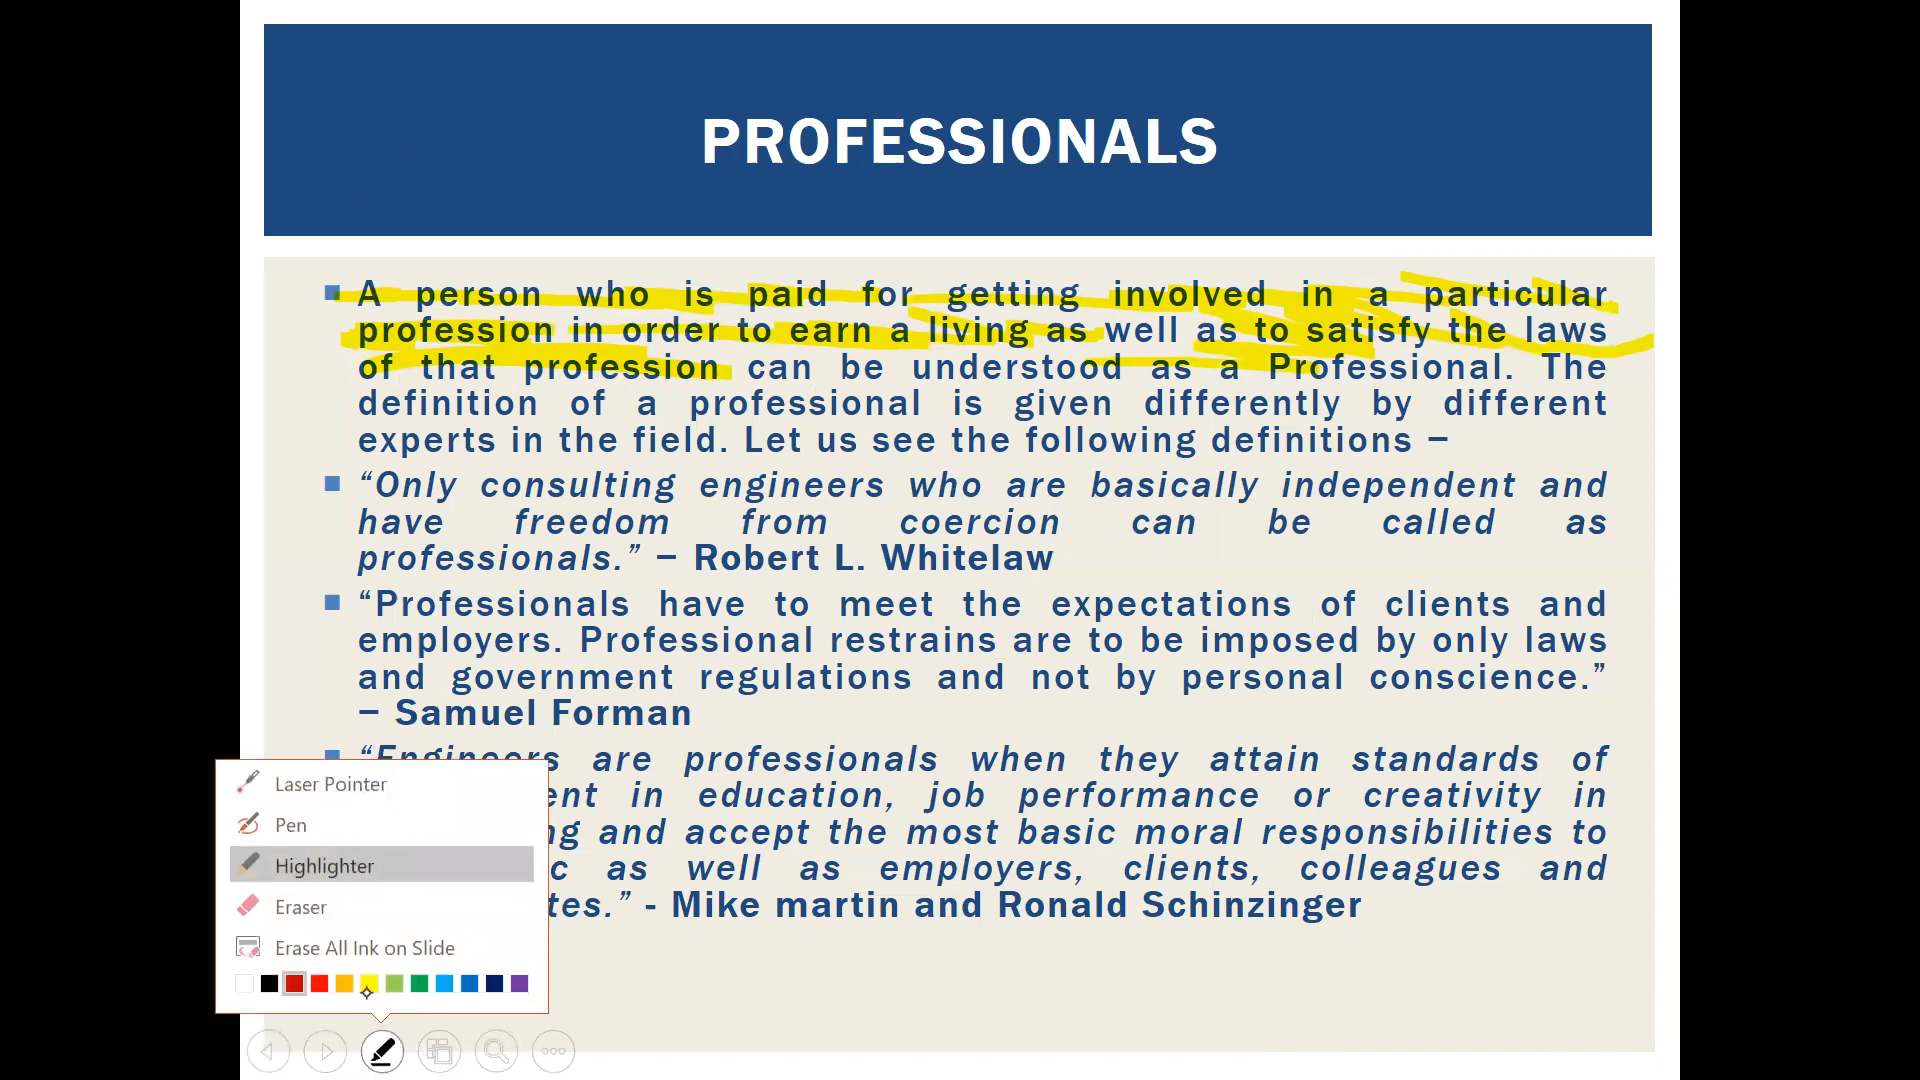 PROFESSIONALS
A person who is paid for getting involved in a particular
profession in order to earn a living as well as to satisfy the laws
of that profession can be understood as a Professional. The
definition of a professional is given differently by different
experts in the field. Let us see the following definitions –
“Only consulting engineers who are basically independent and
have freedom from coercion can be called as
professionals.” – Robert L. Whitelaw
“Professionals have to meet the expectations of clients and
employers. Professional restrains are to be imposed by only laws
and government regulations and not by personal conscience.”
– Samuel Forman
“Engineers are professionals when they attain standards of
in education, job performance or creativity in
and accept the most basic moral responsibilities to
as well as employers, clients, colleagues and
- Mike martin and Ronald Schinzinger
Laser Pointer
Pen
Highlighter
Eraser
Erase All Ink on Slide